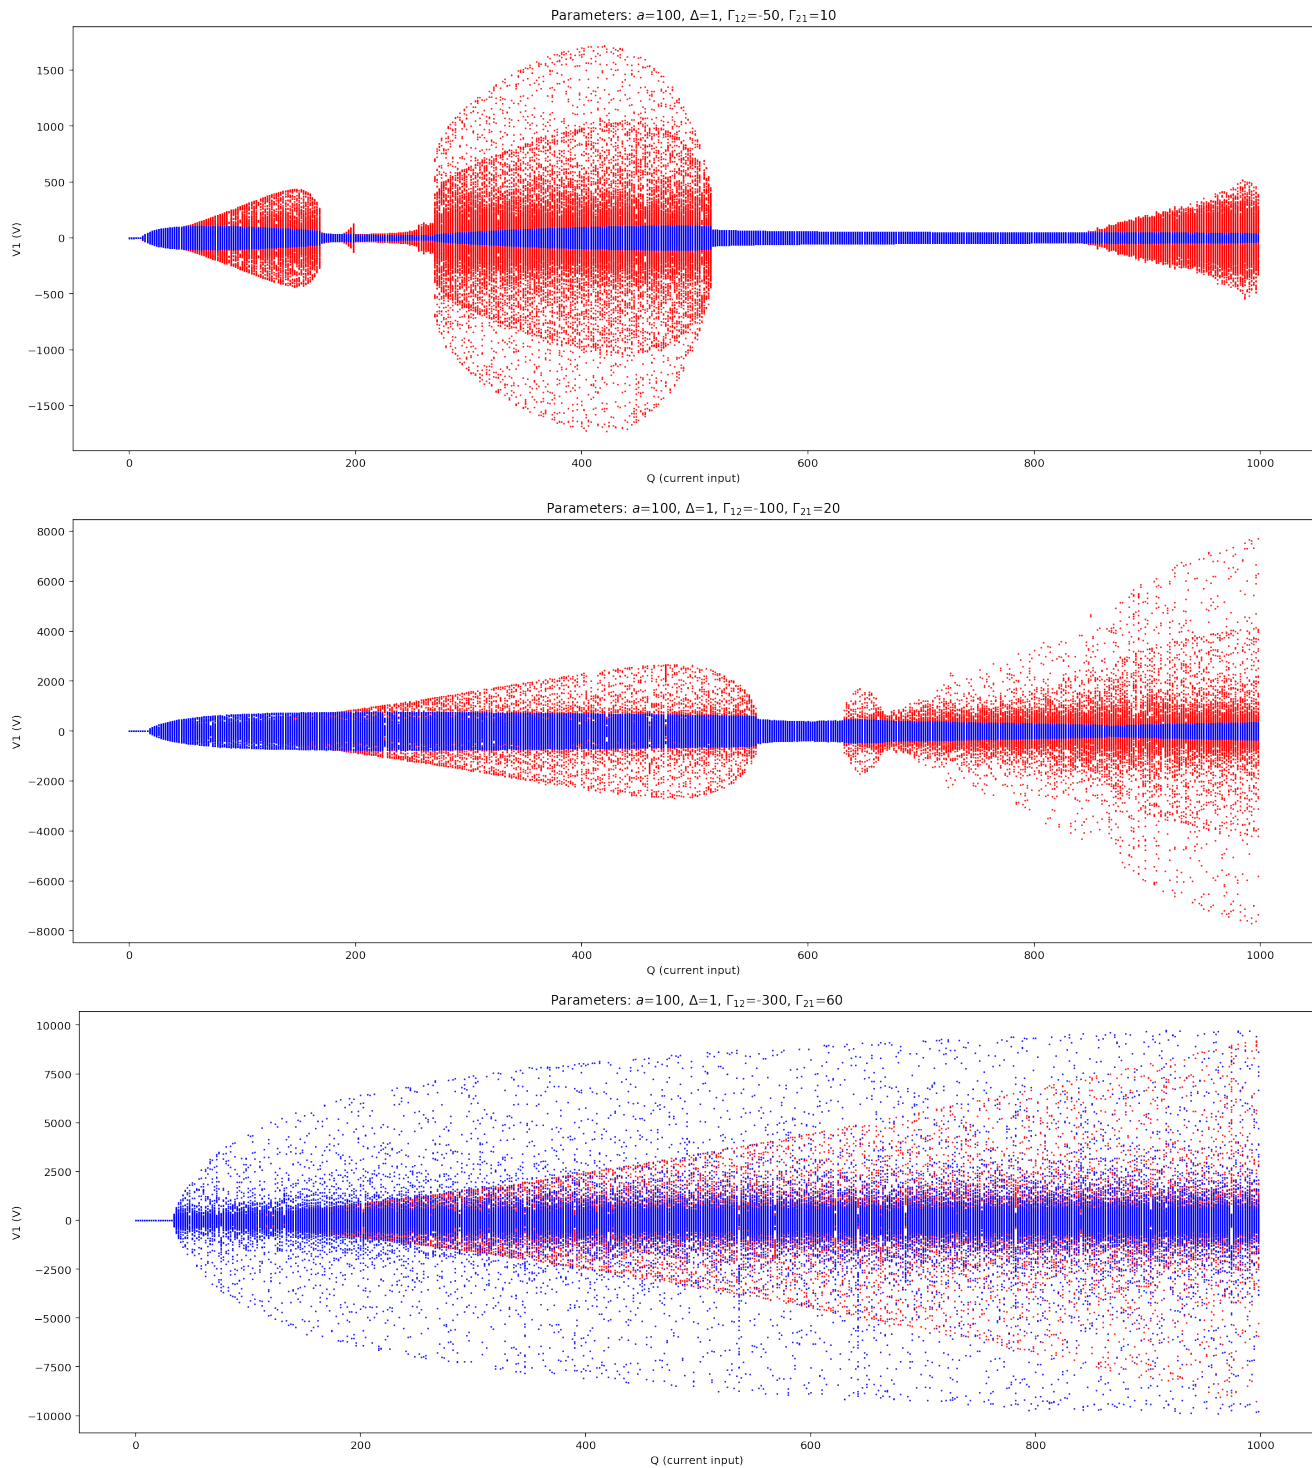 Parameters: a=100, Δ=1, Γ₁₂=-50, Γ₂₁=10
1500
1000
500
0
−500
−1000
−1500
V1 (V)
0 200 400 600 800 1000
Q (current input)
Parameters: a=100, Δ=1, Γ₁₂=-100, Γ₂₁=20
8000
6000
4000
2000
0
−2000
−4000
−6000
−8000
V1 (V)
0 200 400 600 800 1000
Q (current input)
Parameters: a=100, Δ=1, Γ₁₂=-300, Γ₂₁=60
10000
7500
5000
2500
0
−2500
−5000
−7500
−10000
V1 (V)
0 200 400 600 800 1000
Q (current input)